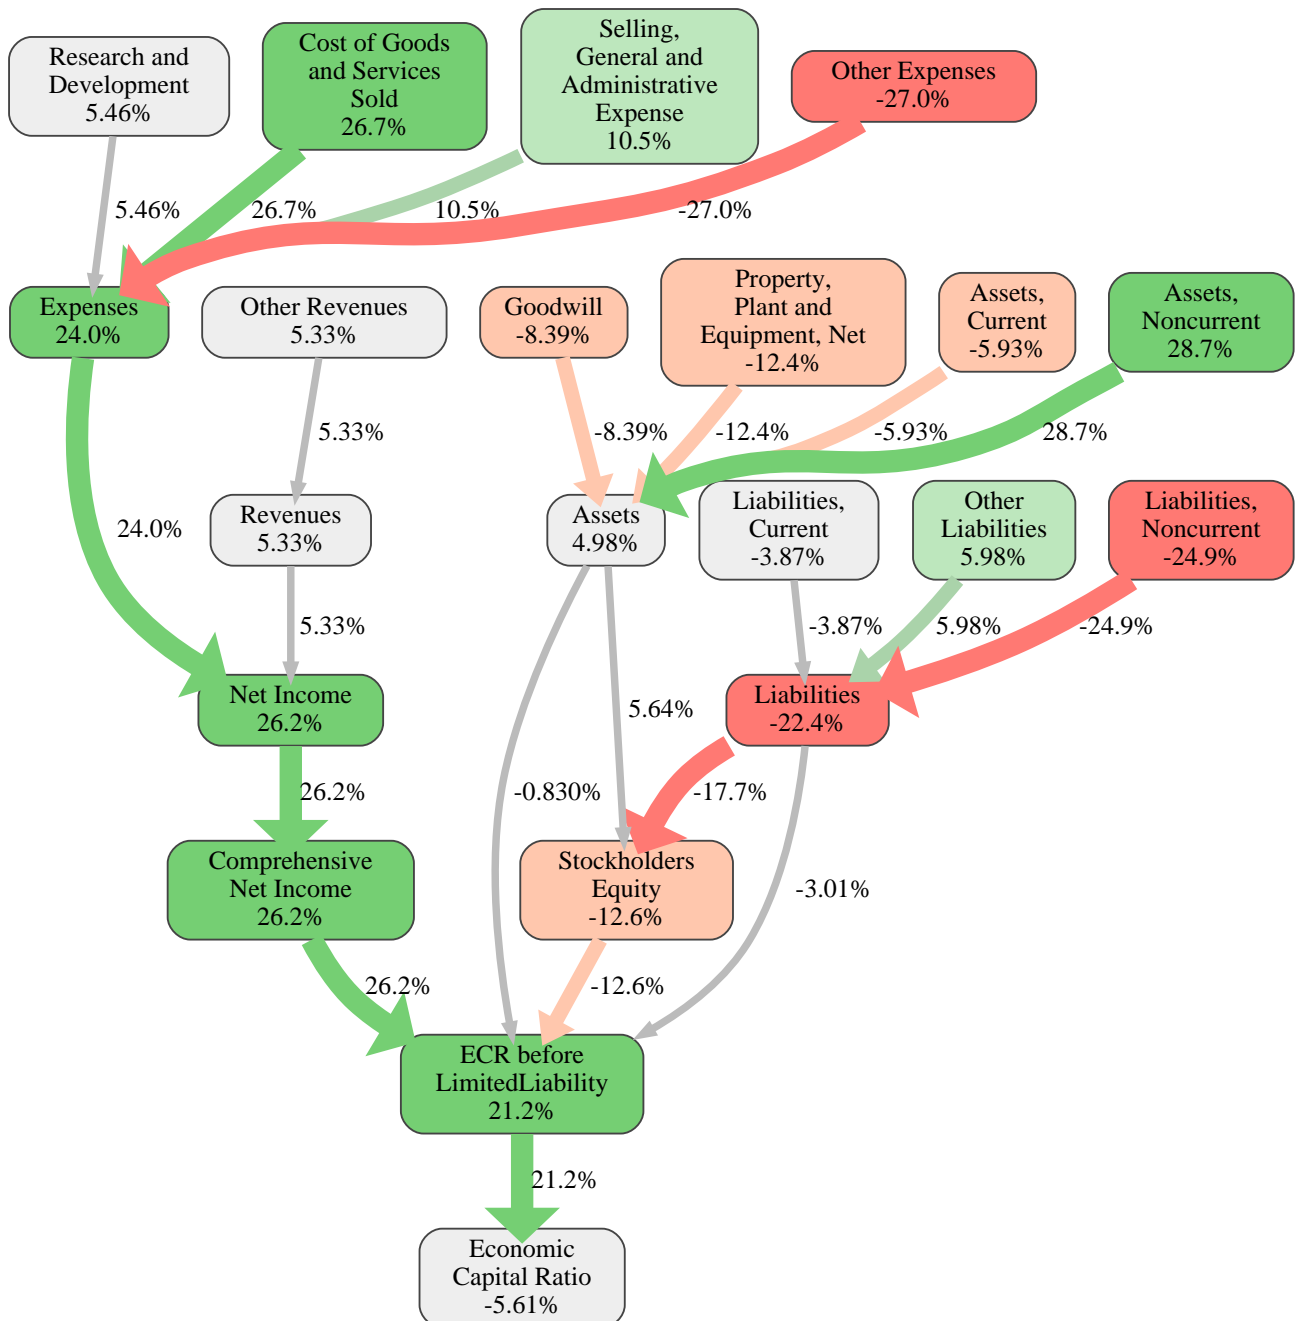 Research and
Development
5.46%
Cost of Goods
and Services
Sold
26.7%
Selling,
General and
Administrative
Expense
10.5%
Other Expenses
-27.0%
5.46%
26.7%
10.5%
-27.0%
Expenses
24.0%
Other Revenues
5.33%
Goodwill
-8.39%
Property,
Plant and
Equipment, Net
-12.4%
Assets,
Current
-5.93%
Assets,
Noncurrent
28.7%
5.33%
-8.39%
-12.4%
-5.93%
28.7%
24.0%
Revenues
5.33%
Assets
4.98%
Liabilities,
Current
-3.87%
Other
Liabilities
5.98%
Liabilities,
Noncurrent
-24.9%
5.33%
-3.87%
5.98%
-24.9%
Net Income
26.2%
5.64%
Liabilities
-22.4%
26.2%
-0.830%
-17.7%
Comprehensive
Net Income
26.2%
Stockholders
Equity
-12.6%
-3.01%
26.2%
-12.6%
ECR before
LimitedLiability
21.2%
21.2%
Economic
Capital Ratio
-5.61%